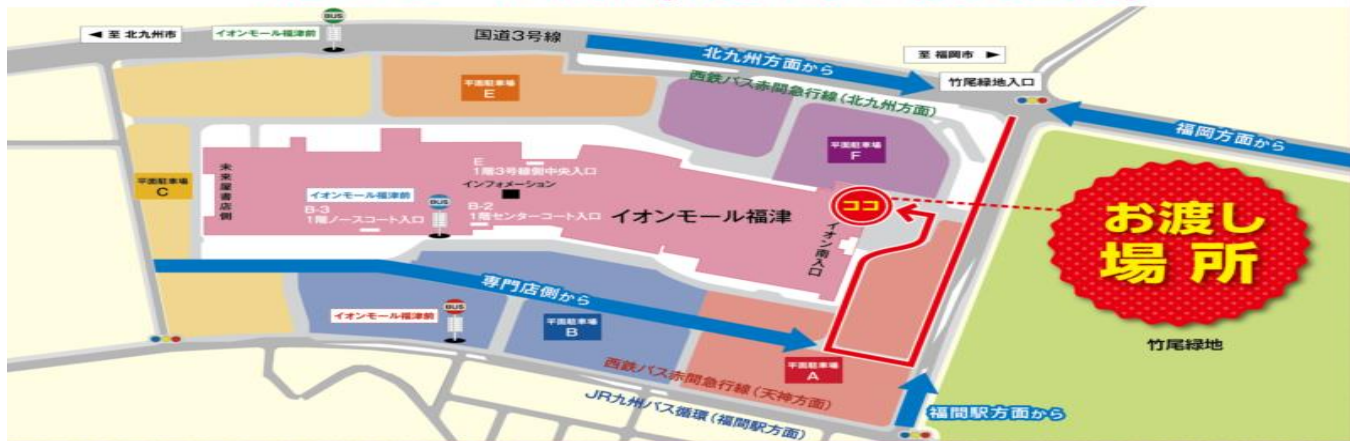 ◀ 至 北九州市
BUS
イオンモール福津前
国道3号線
北九州方面から
至 福岡市 ▶
竹尾緑地入口
西鉄バス赤間急行線(北九州方面)
福岡方面から
平面駐車場
E
平面駐車場
F
平面駐車場
C
未来屋書店側
E
1階3号線側中央入口
インフォメーション
イオンモール福津前
BUS
B-3
1階ノースコート入口
B-2
1階センターコート入口
イオンモール福津
イオン南入口
ココ
お渡し
場所
専門店側から
イオンモール福津前
BUS
平面駐車場
B
平面駐車場
A
竹尾緑地
西鉄バス赤間急行線(天神方面)
JR九州バス循環(福間駅方面)
福間駅方面から